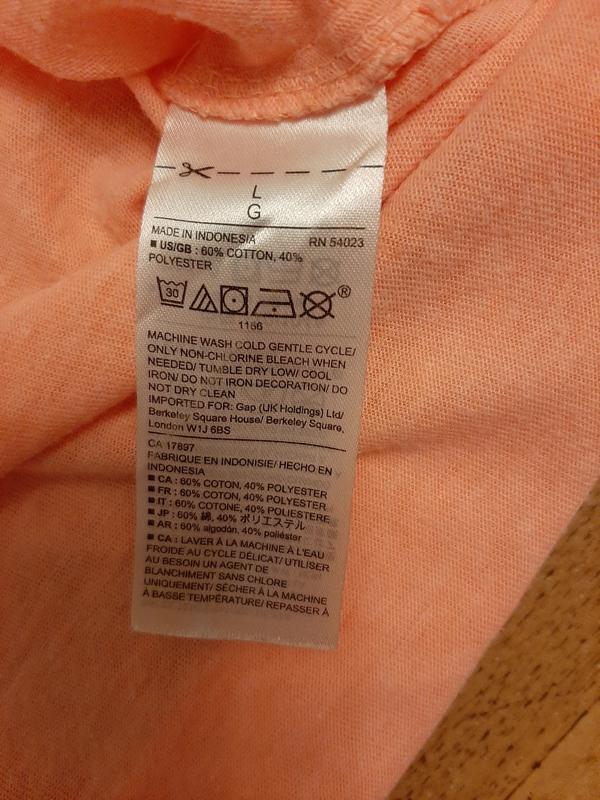 L
G
MADE IN INDONESIA RN 54023
■ US/GB : 60% COTTON, 40%
POLYESTER
30
®
1166
MACHINE WASH COLD GENTLE CYCLE/
ONLY NON-CHLORINE BLEACH WHEN
NEEDED/ TUMBLE DRY LOW/ COOL
IRON/ DO NOT IRON DECORATION/ DO
NOT DRY CLEAN
IMPORTED FOR: Gap (UK Holdings) Ltd/
Berkeley Square House/ Berkeley Square,
London W1J 6BS
CA 17897
FABRIQUE EN INDONISIE/ HECHO EN
INDONESIA
■ CA : 60% COTON, 40% POLYESTER
■ FR : 60% COTON, 40% POLYESTER
■ IT : 60% COTONE, 40% POLIESTERE
■ JP : 60% 綿, 40% ポリエステル
■ AR : 60% algodón, 40% poliéster
■ CA : LAVER À LA MACHINE À L'EAU
FROIDE AU CYCLE DÉLICAT/ UTILISER
AU BESOIN UN AGENT DE
BLANCHIMENT SANS CHLORE
UNIQUEMENT/ SÉCHER À LA MACHINE
À BASSE TEMPÉRATURE/ REPASSER À